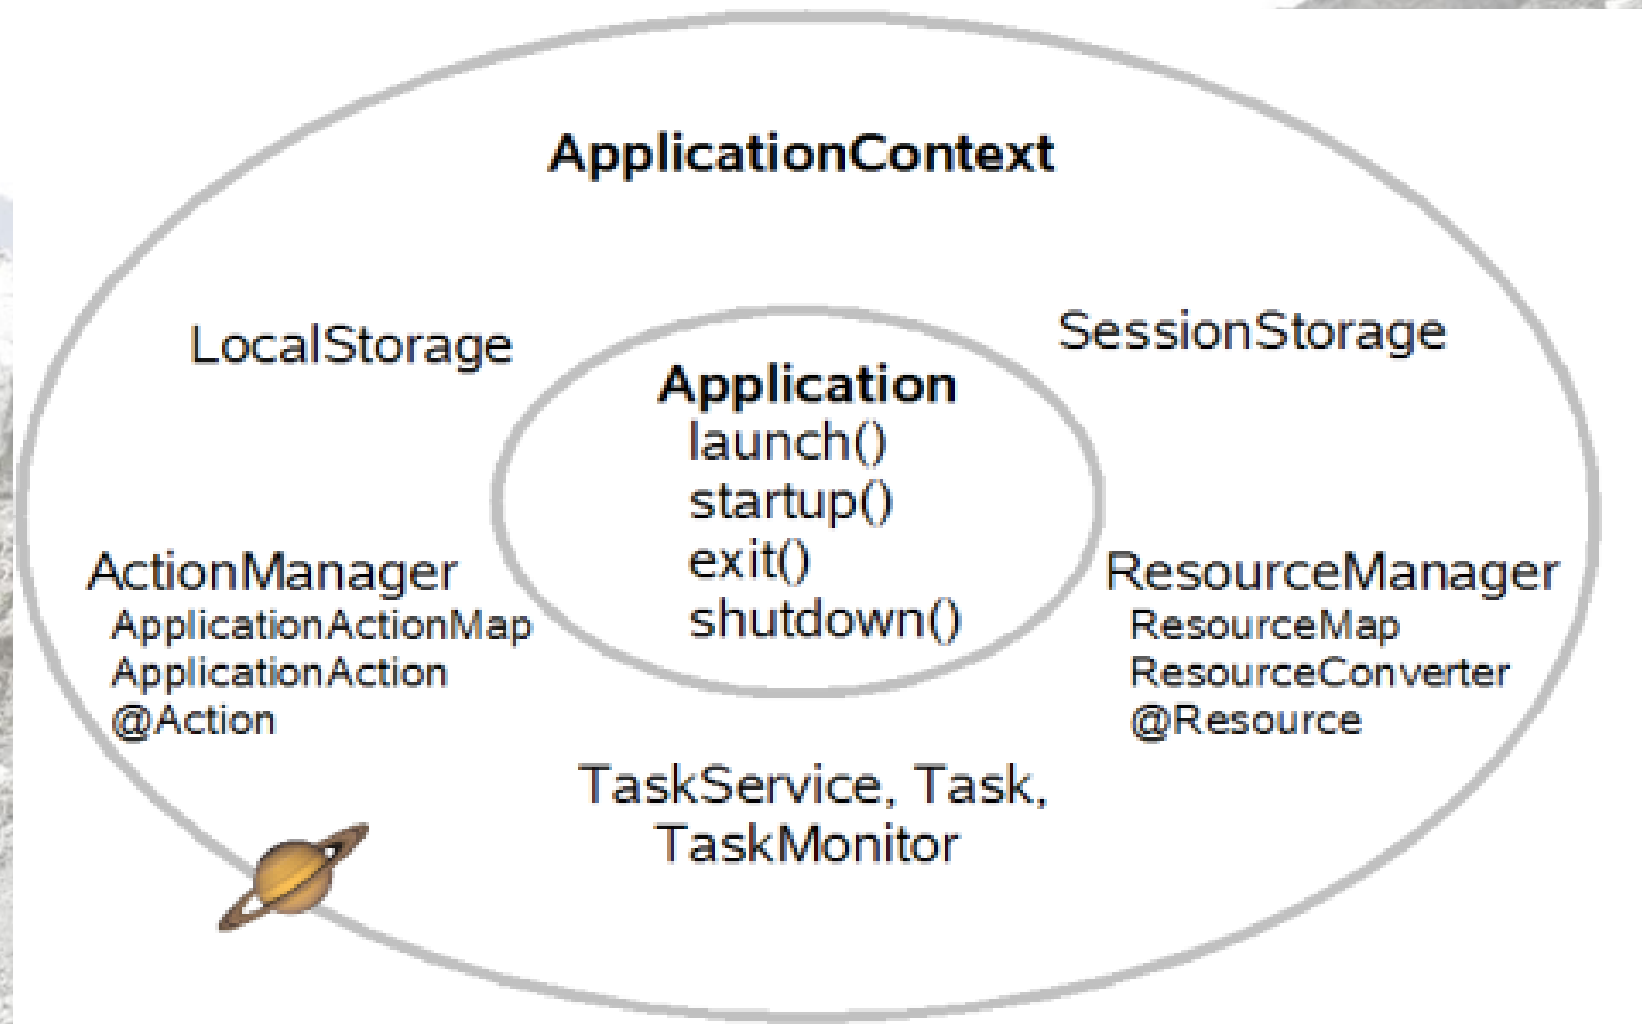 ApplicationContext
LocalStorage
SessionStorage
Application
launch()
startup()
exit()
shutdown()
ActionManager
ApplicationActionMap
ApplicationAction
@Action
ResourceManager
ResourceMap
ResourceConverter
@Resource
TaskService, Task,
TaskMonitor